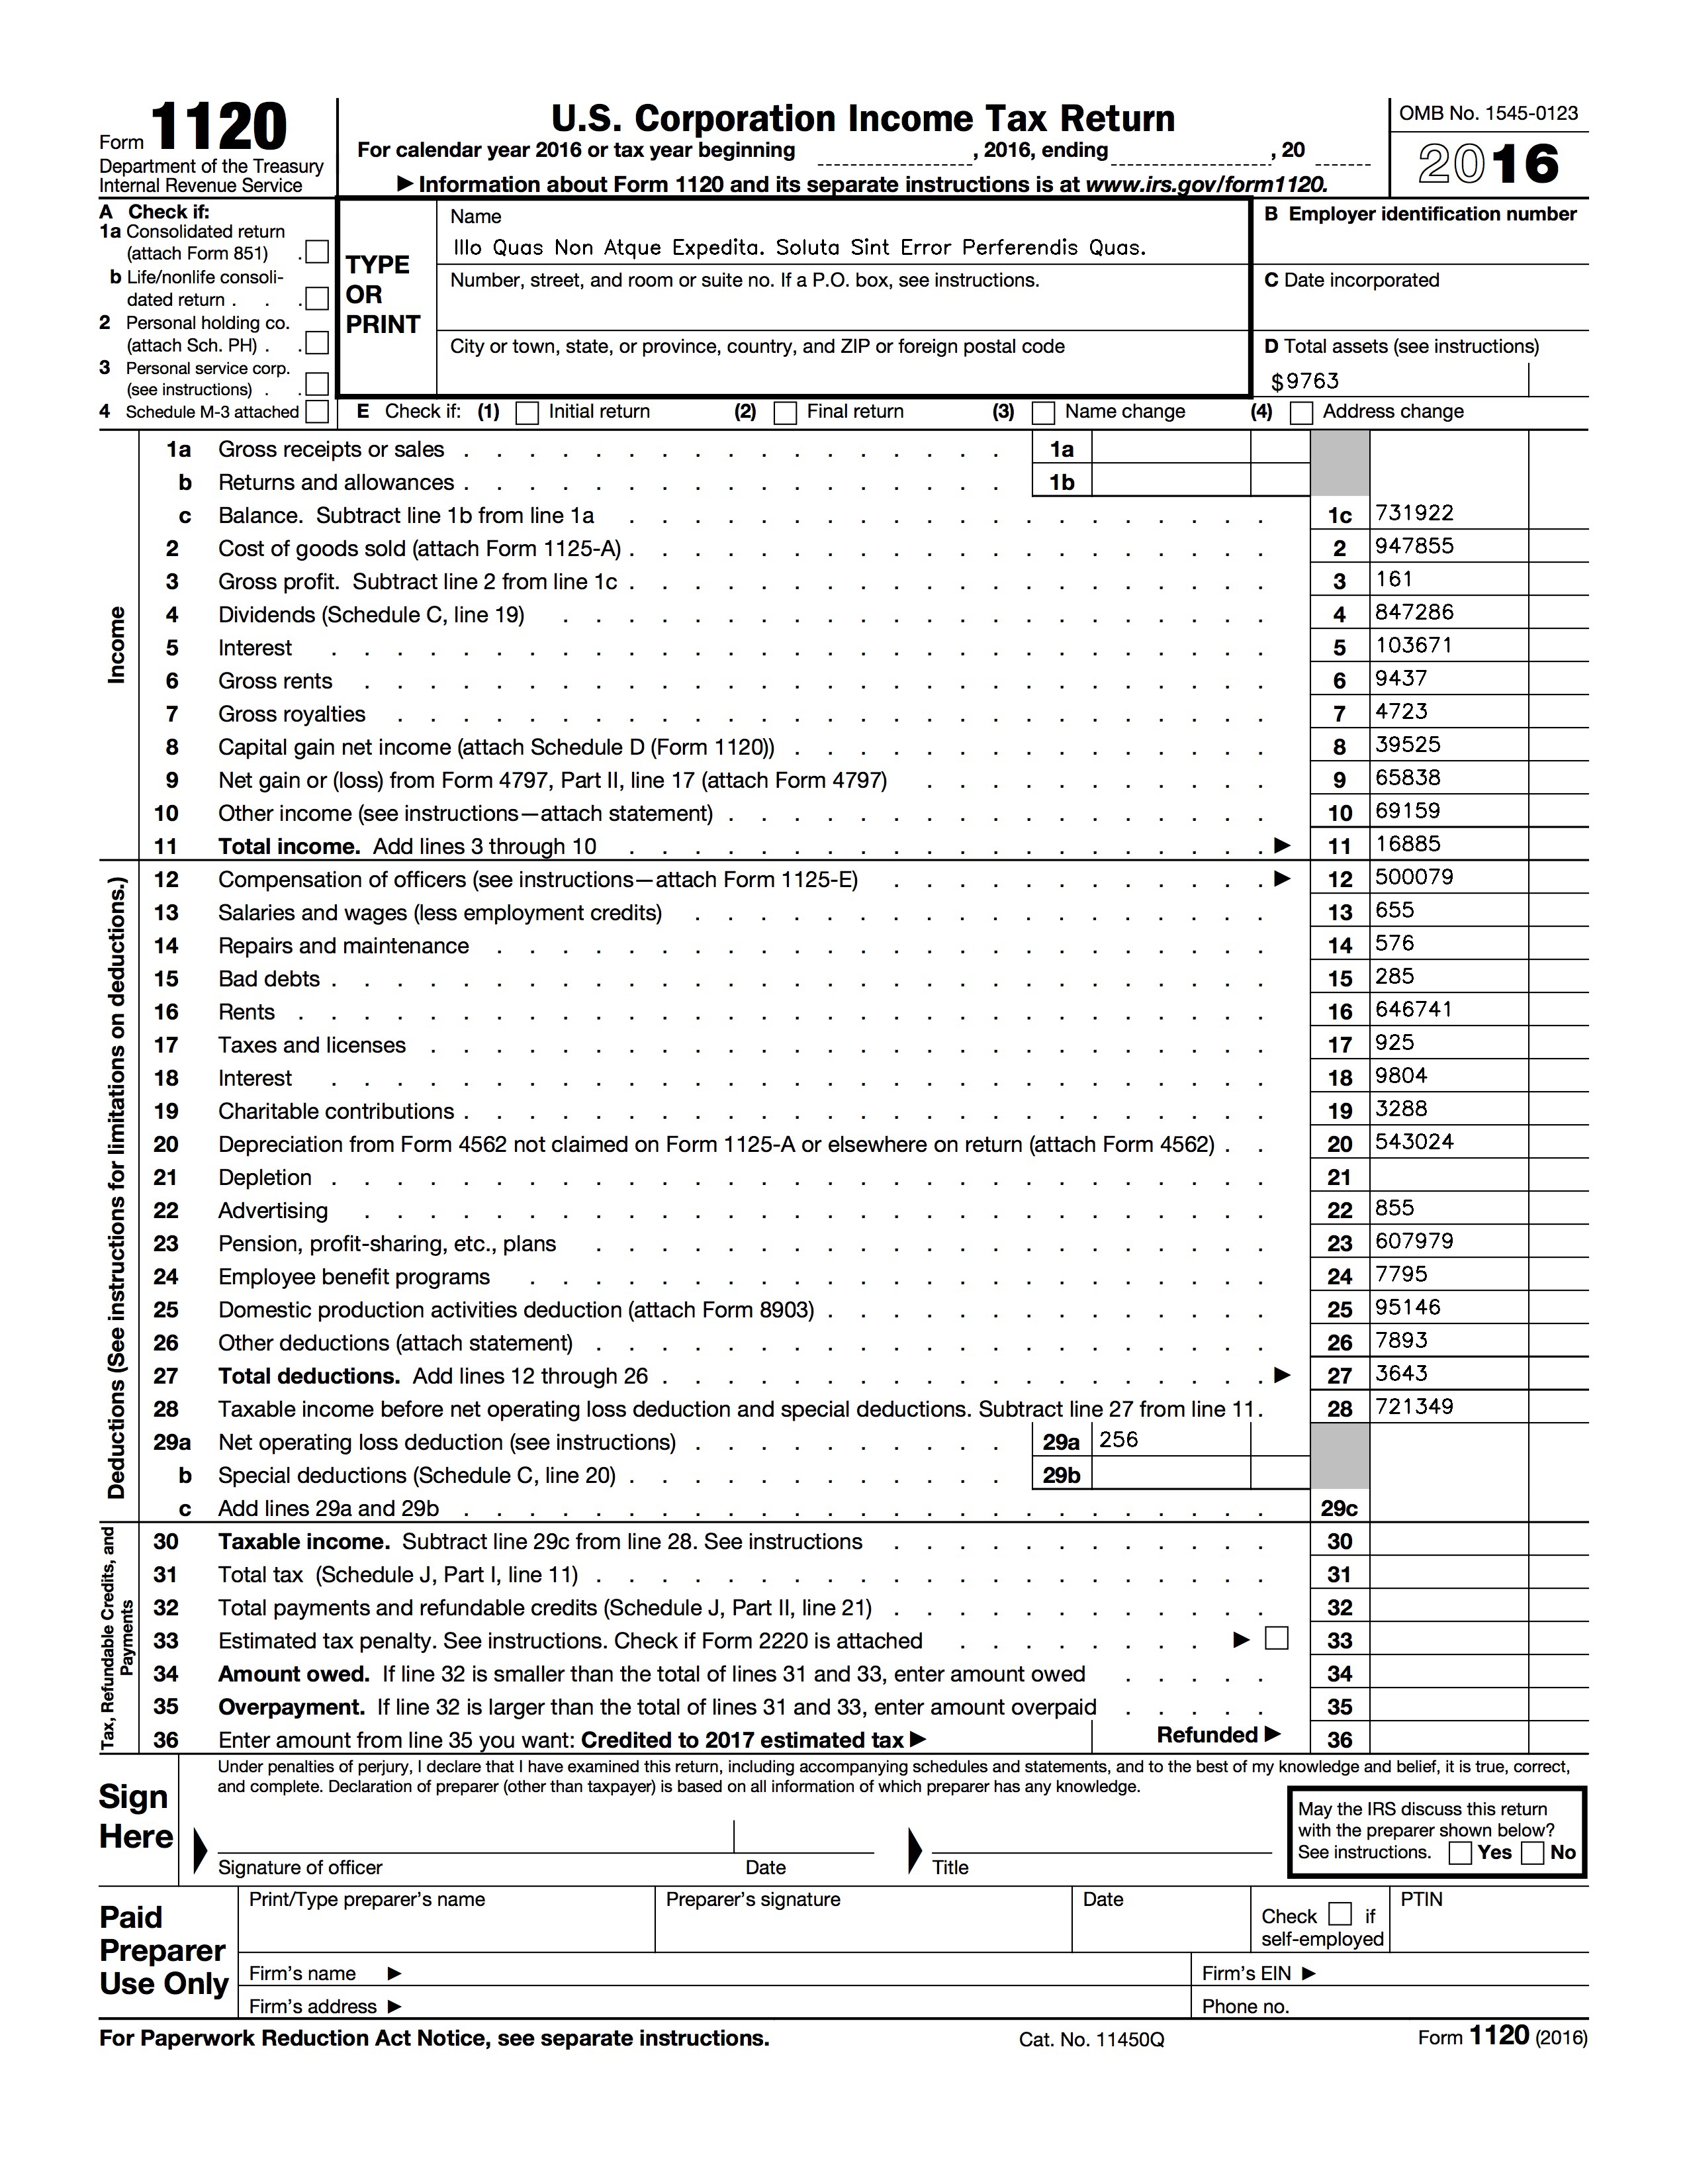 Form 1120
Department of the Treasury
Internal Revenue Service
U.S. Corporation Income Tax Return
For calendar year 2016 or tax year beginning , 2016, ending , 20
▶ Information about Form 1120 and its separate instructions is at www.irs.gov/form1120.
OMB No. 1545-0123
2016
A Check if:
1a Consolidated return
(attach Form 851) .
b Life/nonlife consoli-
dated return . . .
2 Personal holding co.
(attach Sch. PH) . .
3 Personal service corp.
(see instructions) . .
4 Schedule M-3 attached
TYPE
OR
PRINT
Name
Illo Quas Non Atque Expedita. Soluta Sint Error Perferendis Quas.
Number, street, and room or suite no. If a P.O. box, see instructions.
City or town, state, or province, country, and ZIP or foreign postal code
B Employer identification number
C Date incorporated
D Total assets (see instructions)
$ 9763
E Check if: (1) Initial return (2) Final return (3) Name change (4) Address change
Income
1a Gross receipts or sales 1a
b Returns and allowances 1b
c Balance. Subtract line 1b from line 1a 1c 731922
2 Cost of goods sold (attach Form 1125-A) 2 947855
3 Gross profit. Subtract line 2 from line 1c 3 161
4 Dividends (Schedule C, line 19) 4 847286
5 Interest 5 103671
6 Gross rents 6 9437
7 Gross royalties 7 4723
8 Capital gain net income (attach Schedule D (Form 1120)) 8 39525
9 Net gain or (loss) from Form 4797, Part II, line 17 (attach Form 4797) 9 65838
10 Other income (see instructions—attach statement) 10 69159
11 Total income. Add lines 3 through 10 ▶ 11 16885
Deductions (See instructions for limitations on deductions.)
12 Compensation of officers (see instructions—attach Form 1125-E) ▶ 12 500079
13 Salaries and wages (less employment credits) 13 655
14 Repairs and maintenance 14 576
15 Bad debts 15 285
16 Rents 16 646741
17 Taxes and licenses 17 925
18 Interest 18 9804
19 Charitable contributions 19 3288
20 Depreciation from Form 4562 not claimed on Form 1125-A or elsewhere on return (attach Form 4562) 20 543024
21 Depletion 21
22 Advertising 22 855
23 Pension, profit-sharing, etc., plans 23 607979
24 Employee benefit programs 24 7795
25 Domestic production activities deduction (attach Form 8903) 25 95146
26 Other deductions (attach statement) 26 7893
27 Total deductions. Add lines 12 through 26 ▶ 27 3643
28 Taxable income before net operating loss deduction and special deductions. Subtract line 27 from line 11. 28 721349
29a Net operating loss deduction (see instructions) 29a 256
b Special deductions (Schedule C, line 20) 29b
c Add lines 29a and 29b 29c
Tax, Refundable Credits, and
Payments
30 Taxable income. Subtract line 29c from line 28. See instructions 30
31 Total tax (Schedule J, Part I, line 11) 31
32 Total payments and refundable credits (Schedule J, Part II, line 21) 32
33 Estimated tax penalty. See instructions. Check if Form 2220 is attached ▶ 33
34 Amount owed. If line 32 is smaller than the total of lines 31 and 33, enter amount owed 34
35 Overpayment. If line 32 is larger than the total of lines 31 and 33, enter amount overpaid 35
36 Enter amount from line 35 you want: Credited to 2017 estimated tax ▶ Refunded ▶ 36
Sign
Here
Under penalties of perjury, I declare that I have examined this return, including accompanying schedules and statements, and to the best of my knowledge and belief, it is true, correct,
and complete. Declaration of preparer (other than taxpayer) is based on all information of which preparer has any knowledge.
Signature of officer Date Title
May the IRS discuss this return
with the preparer shown below?
See instructions. Yes No
Paid
Preparer
Use Only
Print/Type preparer's name Preparer's signature Date
Check if
self-employed
PTIN
Firm's name ▶ Firm's EIN ▶
Firm's address ▶ Phone no.
For Paperwork Reduction Act Notice, see separate instructions. Cat. No. 11450Q Form 1120 (2016)